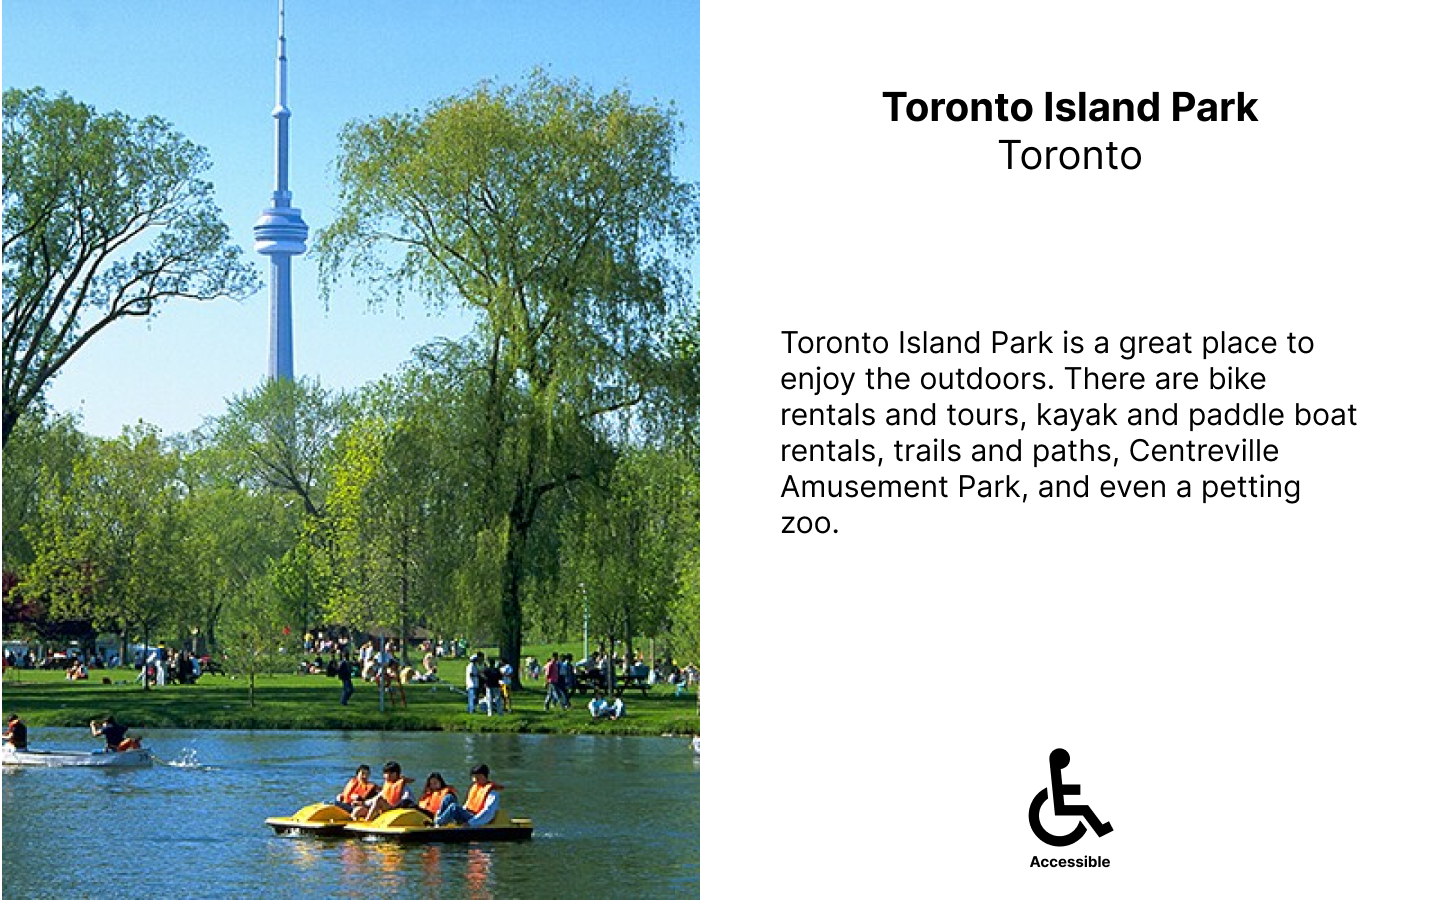 Toronto Island Park
Toronto
Toronto Island Park is a great place to
enjoy the outdoors. There are bike
rentals and tours, kayak and paddle boat
rentals, trails and paths, Centreville
Amusement Park, and even a petting
zoo.
Accessible